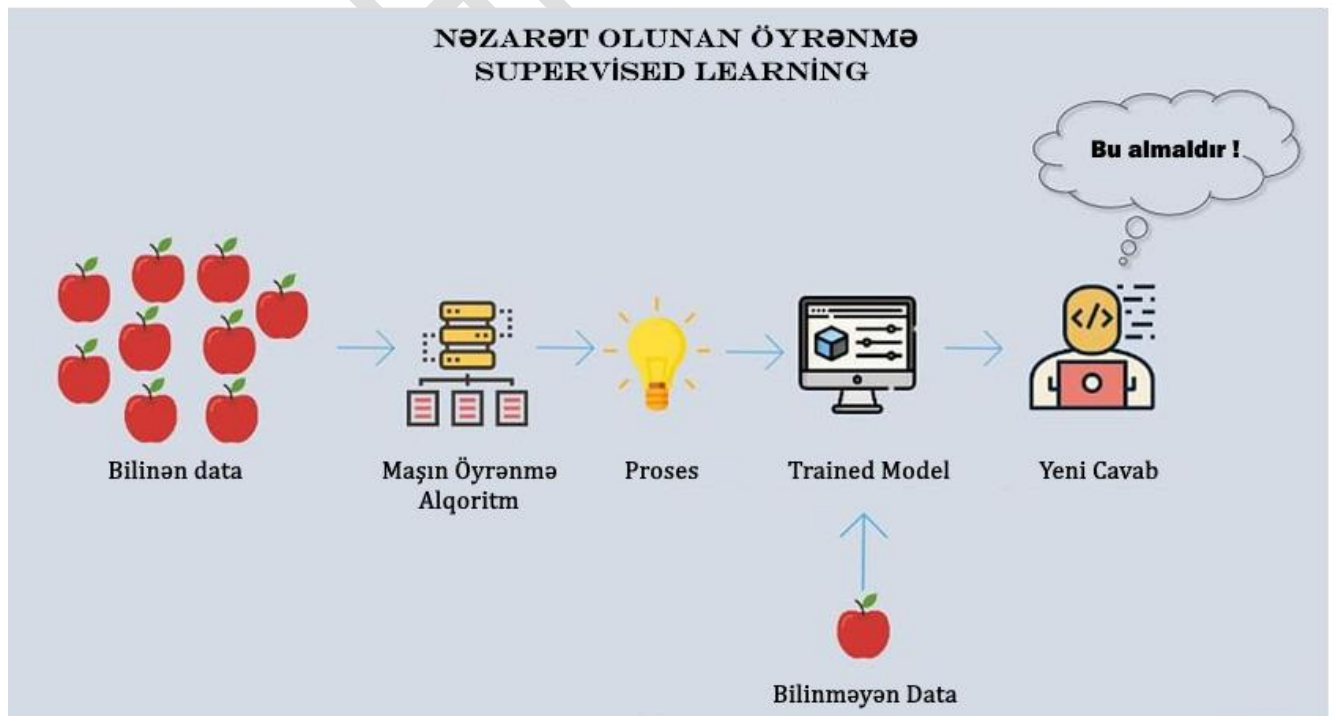 NƏZARƏT OLUNAN ÖYRƏNMƏ
SUPERVİSED LEARNİNG
Bu almaldır !
</>
Bilinən data
Maşın Öyrənmə
Alqoritm
Proses
Trained Model
Yeni Cavab
Bilinməyən Data